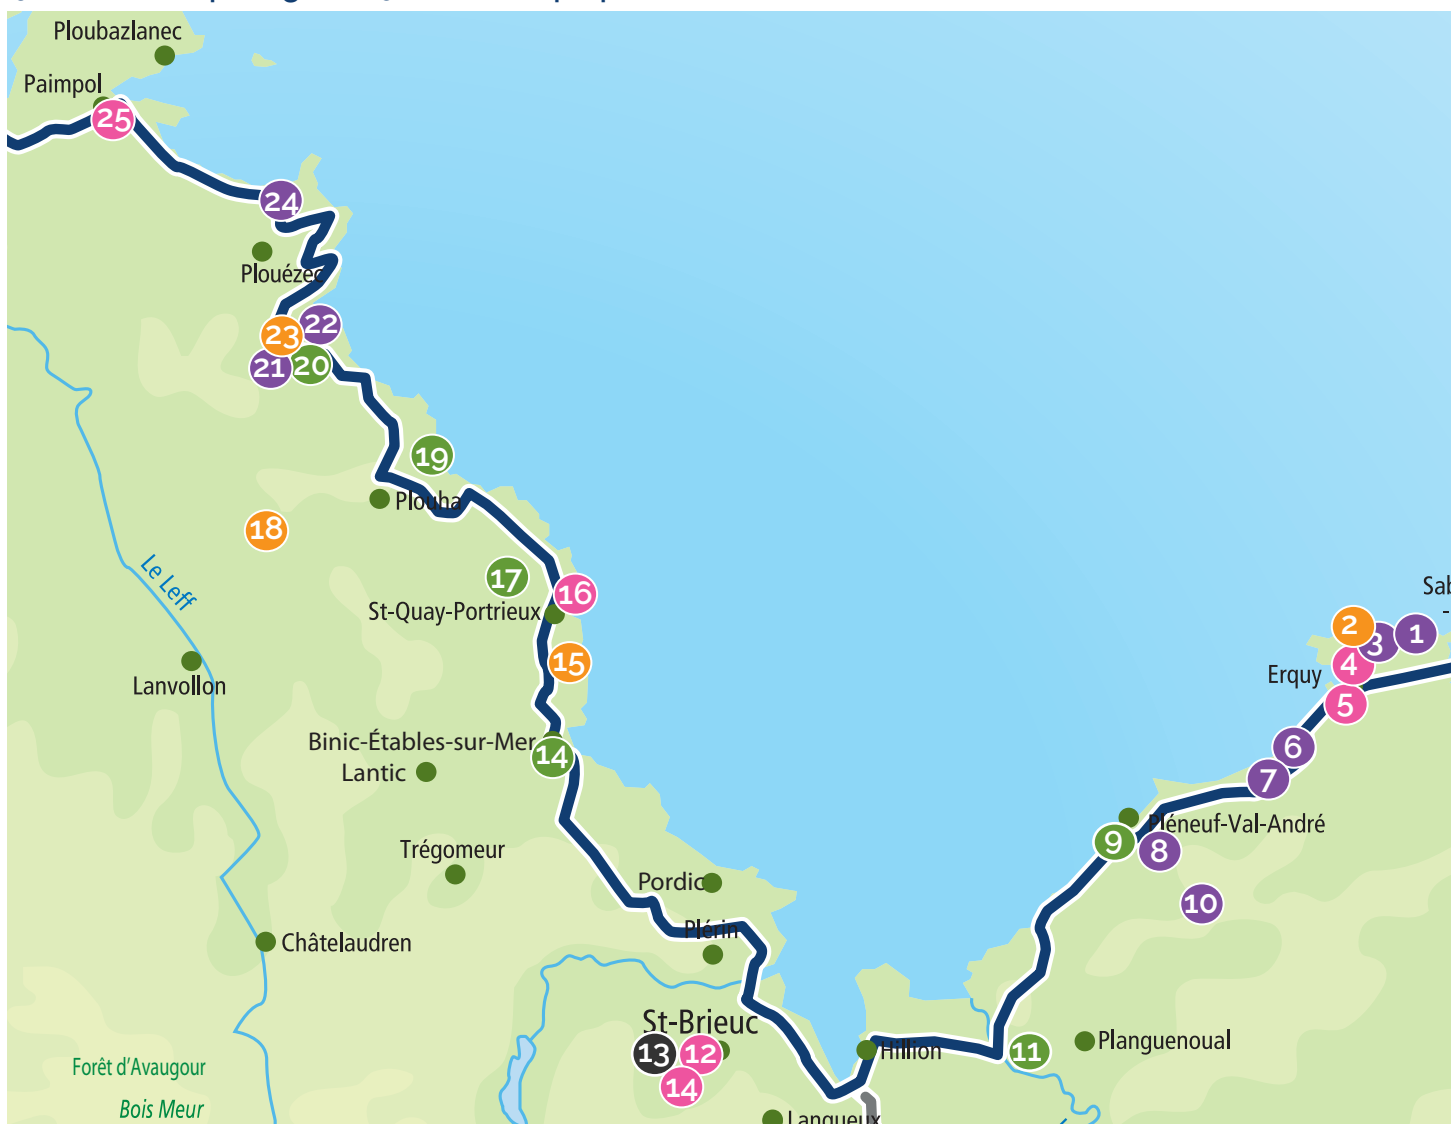 Ploubazlanec
Paimpol
25
24
Plouézec
22
23
21
20
19
Plouha
18
17
Le Leff
16
St-Quay-Portrieux
Sab
-
2
1
3
15
4
Erquy
Lanvollon
5
Binic-Étables-sur-Mer
14
6
Lantic
7
Pléneuf-Val-André
9
8
Trégomeur
Pordic
10
Plérin
Châtelaudren
St-Brieuc
13
12
Hillion
11
Planguenoual
Forêt d'Avaugour
14
Bois Meur
Langueux